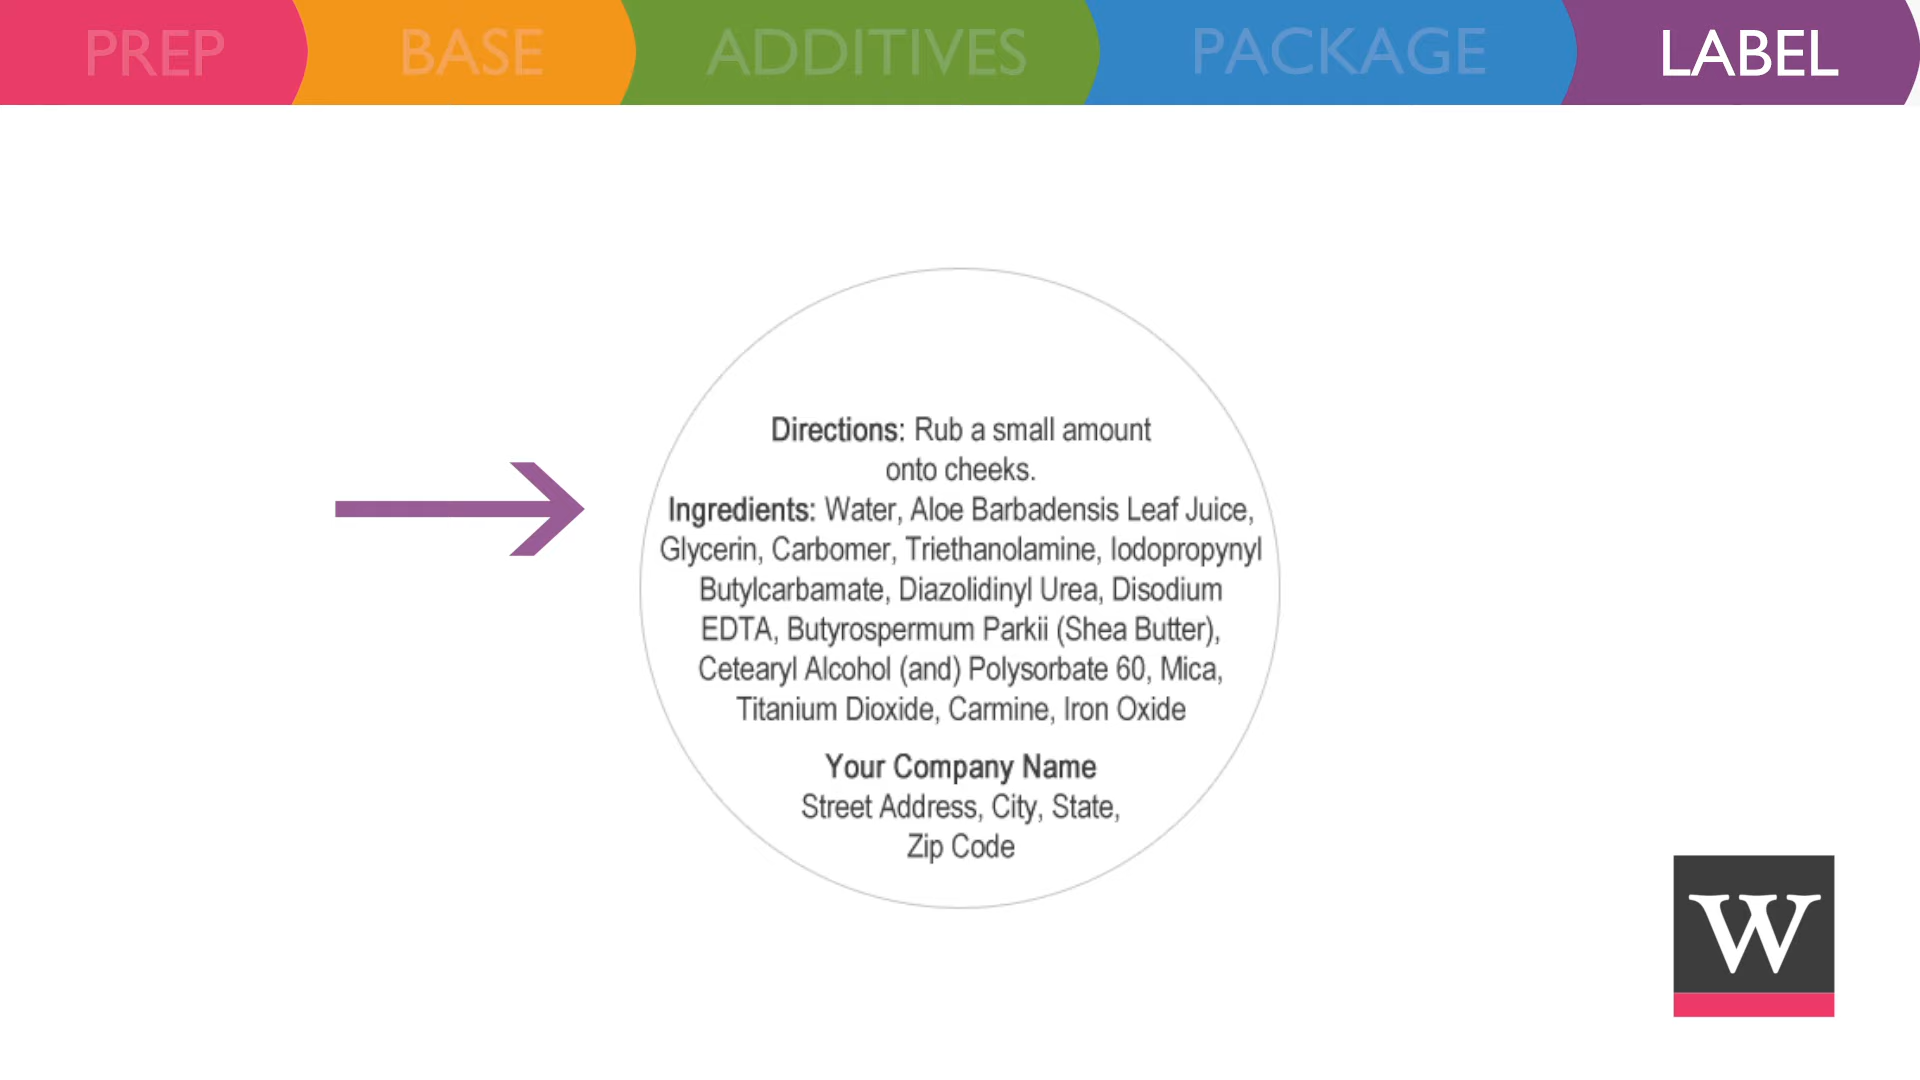 PREP BASE ADDITIVES PACKAGE LABEL
Directions: Rub a small amount
onto cheeks.
Ingredients: Water, Aloe Barbadensis Leaf Juice,
Glycerin, Carbomer, Triethanolamine, Iodopropynyl
Butylcarbamate, Diazolidinyl Urea, Disodium
EDTA, Butyrospermum Parkii (Shea Butter),
Cetearyl Alcohol (and) Polysorbate 60, Mica,
Titanium Dioxide, Carmine, Iron Oxide
Your Company Name
Street Address, City, State,
Zip Code
W